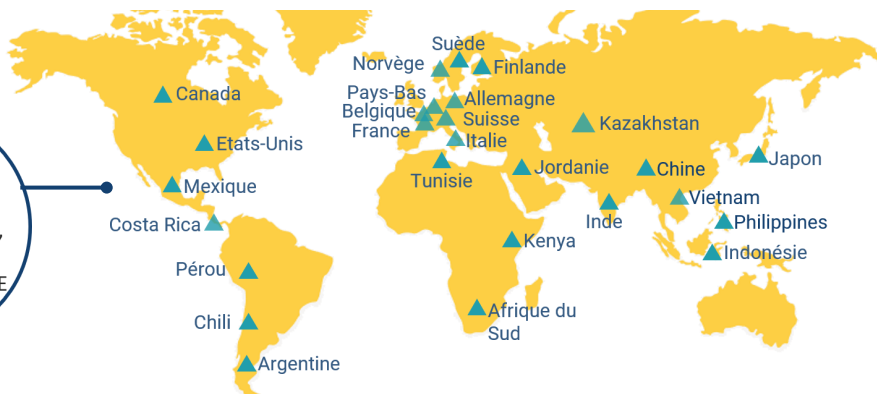 Suède
Norvège
Finlande
Pays-Bas
Allemagne
Belgique
Suisse
France
Italie
Canada
Etats-Unis
Mexique
Costa Rica
Pérou
Chili
Argentine
Tunisie
Jordanie
Kazakhstan
Chine
Japon
Vietnam
Inde
Philippines
Indonésie
Kenya
Afrique du
Sud
E